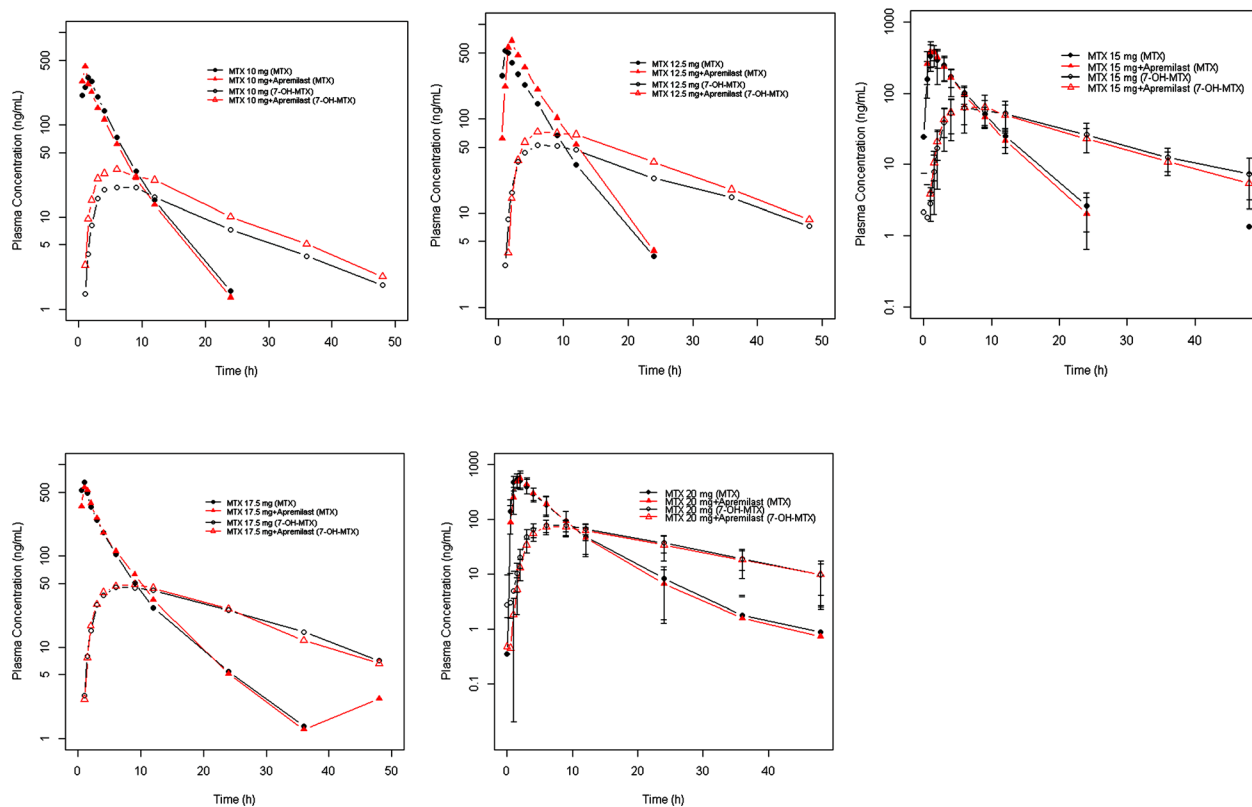 Plasma Concentration (ng/mL)
500
100
50
10
5
1
MTX 10 mg (MTX)
MTX 10 mg+Apremilast (MTX)
MTX 10 mg (7-OH-MTX)
MTX 10 mg+Apremilast (7-OH-MTX)
0 10 20 30 40 50
Time (h)
Plasma Concentration (ng/mL)
500
100
50
10
5
1
MTX 12.5 mg (MTX)
MTX 12.5 mg+Apremilast (MTX)
MTX 12.5 mg (7-OH-MTX)
MTX 12.5 mg+Apremilast (7-OH-MTX)
0 10 20 30 40 50
Time (h)
Plasma Concentration (ng/mL)
1000
100
10
1
0.1
MTX 15 mg (MTX)
MTX 15 mg+Apremilast (MTX)
MTX 15 mg (7-OH-MTX)
MTX 15 mg+Apremilast (7-OH-MTX)
0 10 20 30 40
Time (h)
Plasma Concentration (ng/mL)
500
100
50
10
5
1
MTX 17.5 mg (MTX)
MTX 17.5 mg+Apremilast (MTX)
MTX 17.5 mg (7-OH-MTX)
MTX 17.5 mg+Apremilast (7-OH-MTX)
0 10 20 30 40 50
Time (h)
Plasma Concentration (ng/mL)
1000
100
10
1
0.1
MTX 20 mg (MTX)
MTX 20 mg+Apremilast (MTX)
MTX 20 mg (7-OH-MTX)
MTX 20 mg+Apremilast (7-OH-MTX)
0 10 20 30 40
Time (h)